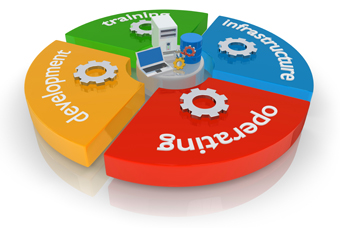 training
infrastructure
development
operating